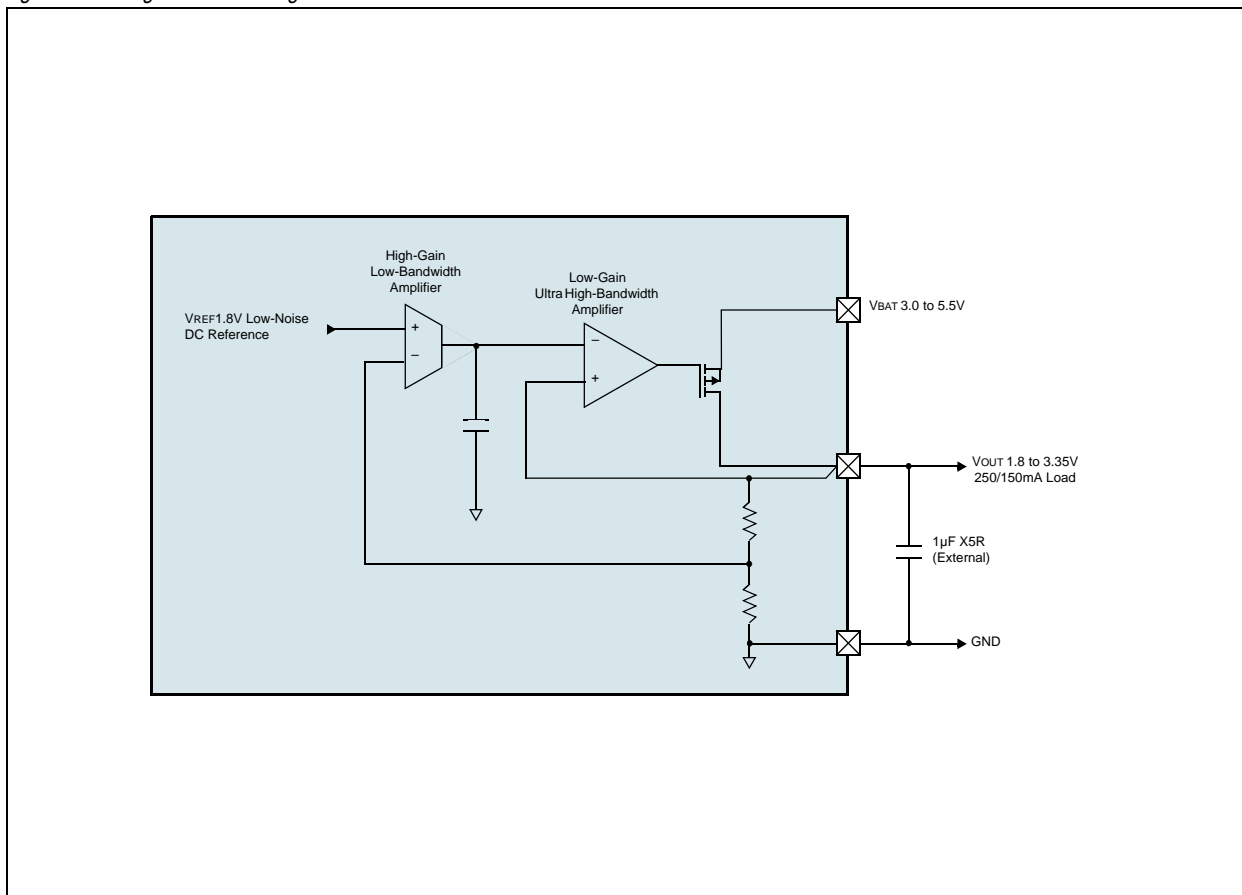 High-Gain
Low-Bandwidth
Amplifier
Low-Gain
Ultra High-Bandwidth
Amplifier
VREF1.8V Low-Noise
DC Reference
+
–
–
+
VBAT 3.0 to 5.5V
VOUT 1.8 to 3.35V
250/150mA Load
1µF X5R
(External)
GND